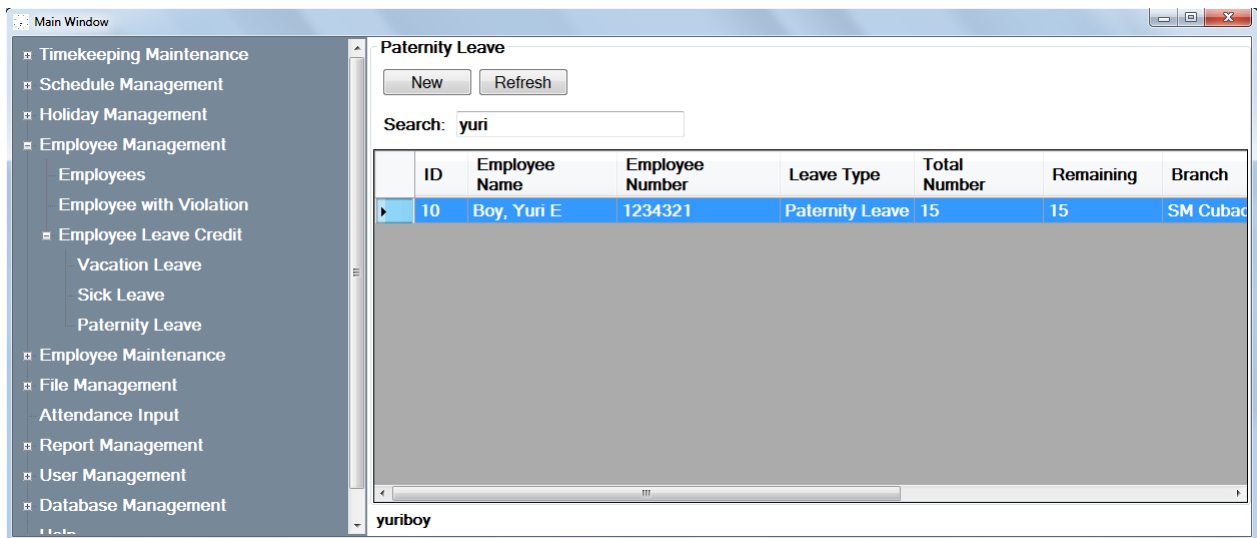 Main Window
Timekeeping Maintenance
Schedule Management
Holiday Management
Employee Management
Employees
Employee with Violation
Employee Leave Credit
Vacation Leave
Sick Leave
Paternity Leave
Employee Maintenance
File Management
Attendance Input
Report Management
User Management
Database Management
Paternity Leave
New Refresh
Search: yuri
ID Employee Name Employee Number Leave Type Total Number Remaining Branch
10 Boy, Yuri E 1234321 Paternity Leave 15 15 SM
yuriboy